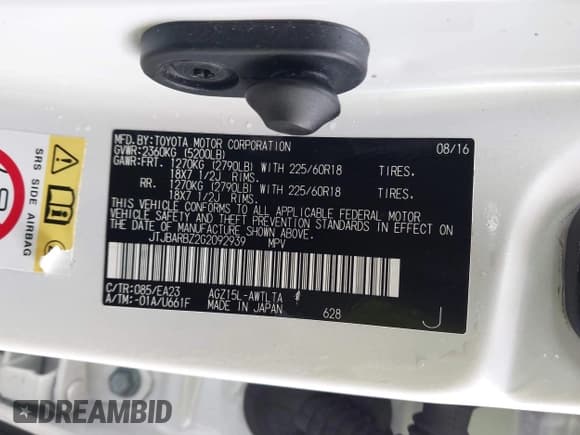 MFD.BY:TOYOTA MOTOR CORPORATION 08/16
GVWR:2360KG (5200LB)
GAWR:FRT. 1270KG (2790LB) WITH 225/60R18 TIRES.
18X7 1/2J RIMS.
RR. 1270KG (2790LB) WITH 225/60R18 TIRES.
18X7 1/2J RIMS.
THIS VEHICLE CONFORMS TO ALL APPLICABLE FEDERAL MOTOR
VEHICLE SAFETY AND THEFT PREVENTION STANDARDS IN EFFECT ON
THE DATE OF MANUFACTURE SHOWN ABOVE.
JTJBARBZ2G2092939 MPV
C/TR:085/EA23 AGZ15L-AWTLTA #
A/TM:-01A/U661F MADE IN JAPAN 628 J
SRS SIDE AIRBAG
DREAMBID